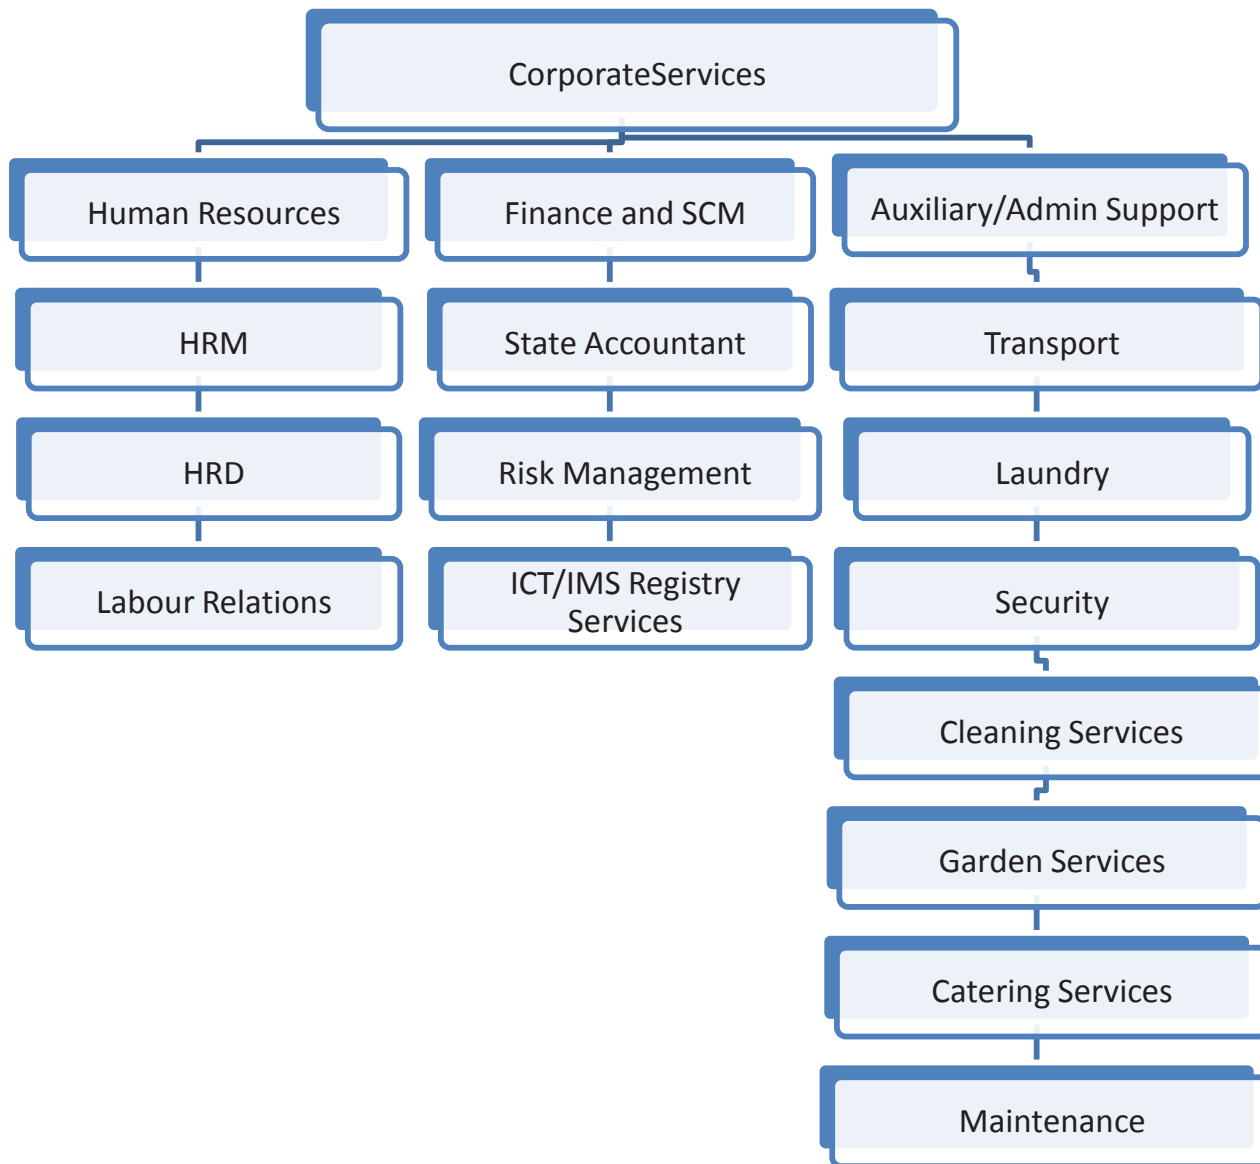 CorporateServices
Human Resources
Finance and SCM
Auxiliary/Admin Support
HRM
State Accountant
Transport
HRD
Risk Management
Laundry
Labour Relations
ICT/IMS Registry
Services
Security
Cleaning Services
Garden Services
Catering Services
Maintenance